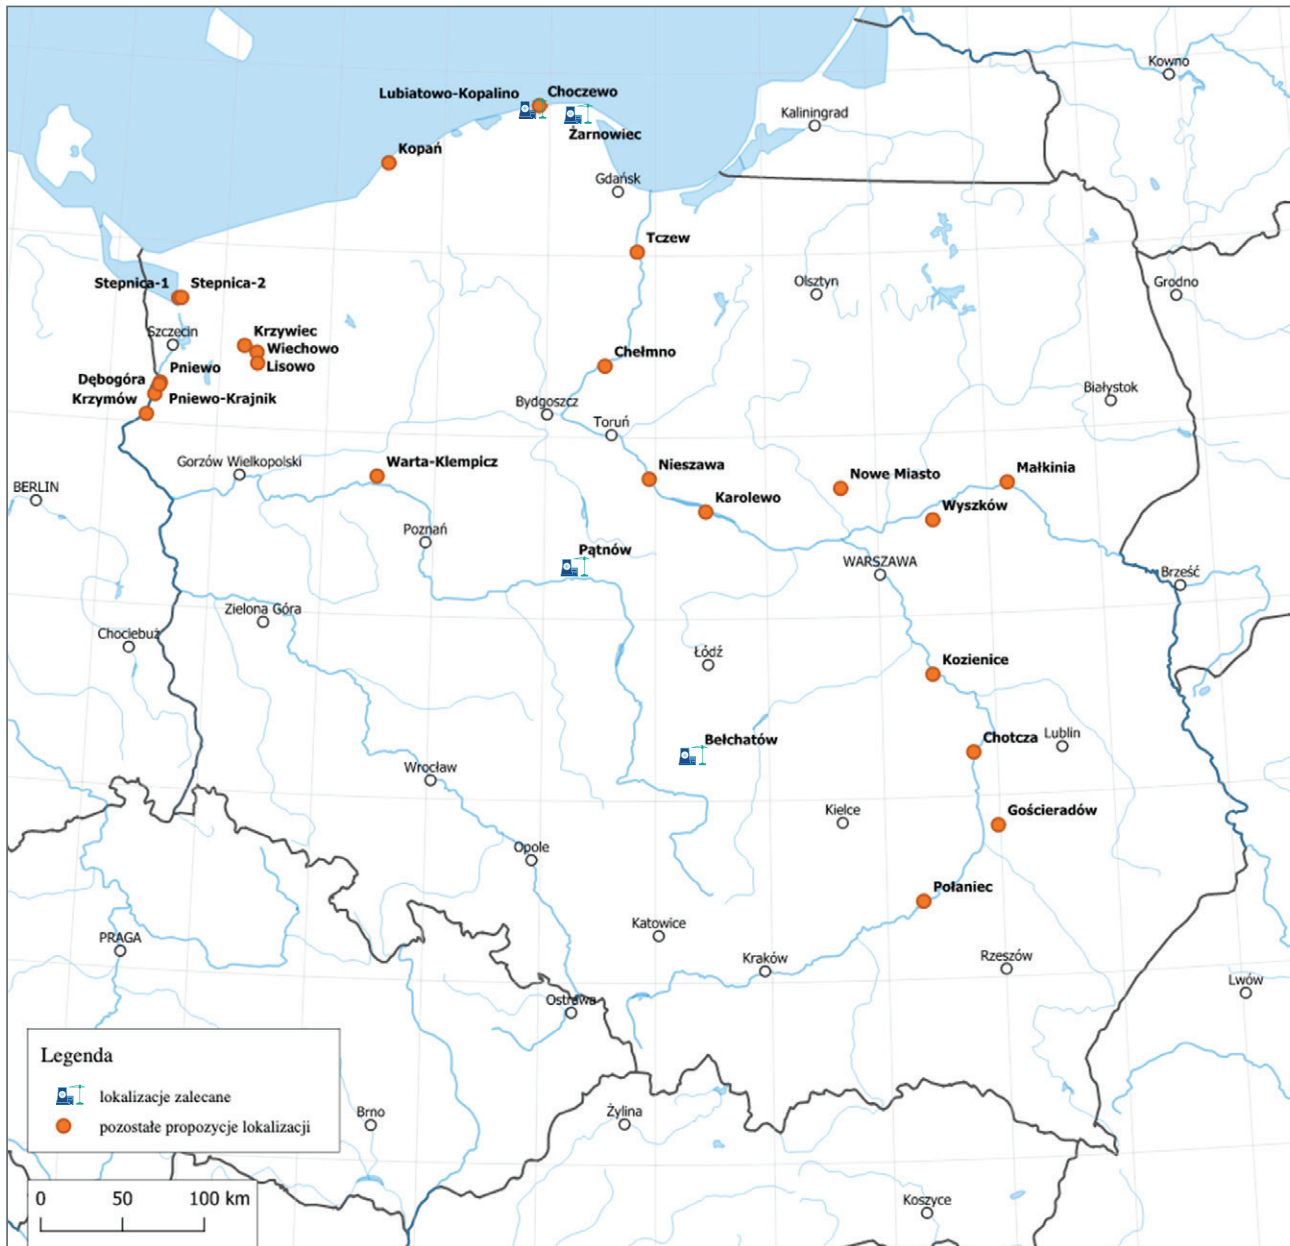 Kowno
Lubiatowo-Kopalino
Choczewo
Kaliningrad
Żarnowiec
Kopań
Gdańsk
Tczew
Stepnica-1
Stepnica-2
Olsztyn
Grodno
Szczecin
Krzywiec
Wiechowo
Lisowo
Chełmno
Pniewo
Dębogóra
Krzymów
Pniewo-Krajnik
Białystok
Bydgoszcz
Toruń
Gorzów Wielkopolski
Warta-Klempicz
Nieszawa
Nowe Miasto
Małkinia
BERLIN
Karolewo
Wyszków
Poznań
Pątnów
WARSZAWA
Brześć
Zielona Góra
Chociebuż
Łódź
Kozienice
Bełchatów
Chotcza
Lublin
Wrocław
Kielce
Gościeradów
Opole
Połaniec
Katowice
PRAGA
Kraków
Rzeszów
Lwów
Ostrawa
Legenda
lokalizacje zalecane
pozostałe propozycje lokalizacji
Brno
Żylina
Koszyce
0 50 100 km